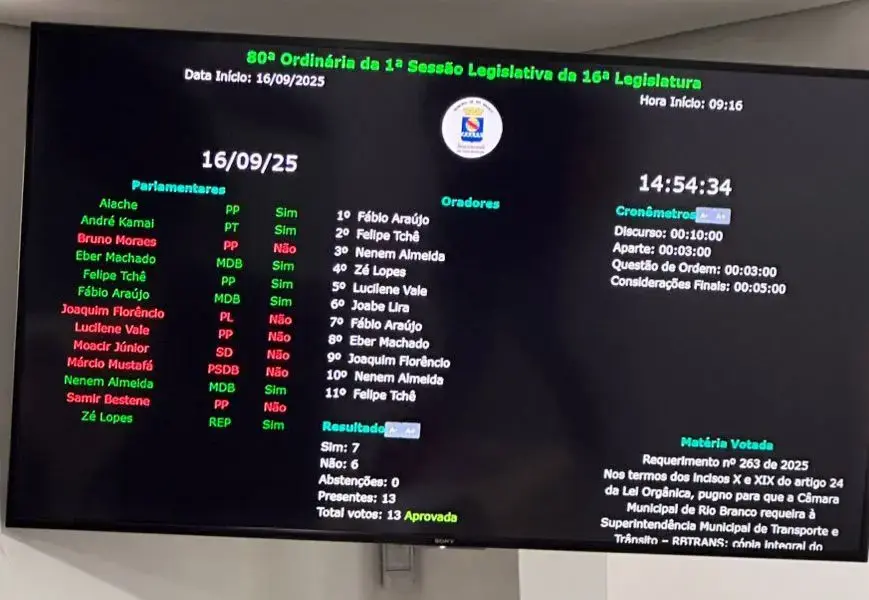 80ª Ordinária da 1ª Sessão Legislativa da 16ª Legislatura
Data Início: 16/09/2025
Hora Início: 09:16
16/09/25
14:54:34
Parlamentares
Aiache PP Sim
André Kamai PT Sim
Bruno Moraes PP Não
Eber Machado MDB Sim
Felipe Tchê PP Sim
Fábio Araújo MDB Sim
Joaquim Florêncio PL Não
Lucilene Vale PP Não
Moacir Júnior SD Não
Márcio Mustafá PSDB Não
Nenem Almeida MDB Sim
Samir Bestene PP Não
Zé Lopes REP Sim
Oradores
1º Fábio Araújo
2º Felipe Tchê
3º Nenem Almeida
4º Zé Lopes
5º Lucilene Vale
6º Joabe Lira
7º Fábio Araújo
8º Eber Machado
9º Joaquim Florêncio
10º Nenem Almeida
11º Felipe Tchê
Resultado A- A+
Sim: 7
Não: 6
Abstenções: 0
Presentes: 13
Total votos: 13 Aprovada
Cronômetros A- A+
Discurso: 00:10:00
Aparte: 00:03:00
Questão de Ordem: 00:03:00
Considerações Finais: 00:05:00
Matéria Votada
Requerimento nº 263 de 2025
Nos termos dos incisos X e XIX do artigo 24
da Lei Orgânica, pugno para que a Câmara
Municipal de Rio Branco requeira à
Superintendência Municipal de Transporte e
Trânsito – RBTRANS: cópia integral do
SONY